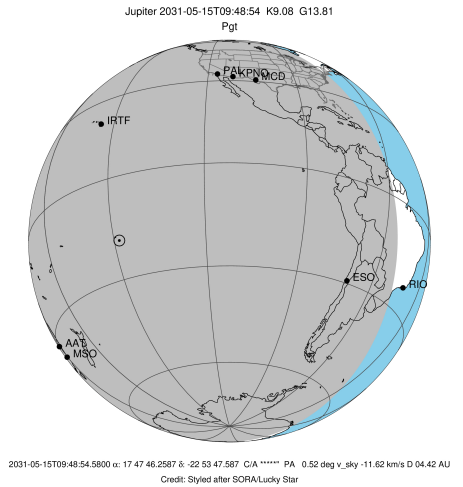 Jupiter 2031-05-15T09:48:54 K9.08 G13.81
Pgt
PAL KPNO MCD
IRTF
ESO
RIO
AAT
MSO
2031-05-15T09:48:54.5800 α: 17 47 46.2587 δ: -22 53 47.587 C/A *****" PA 0.52 deg v_sky -11.62 km/s D 04.42 AU
Credit: Styled after SORA/Lucky Star